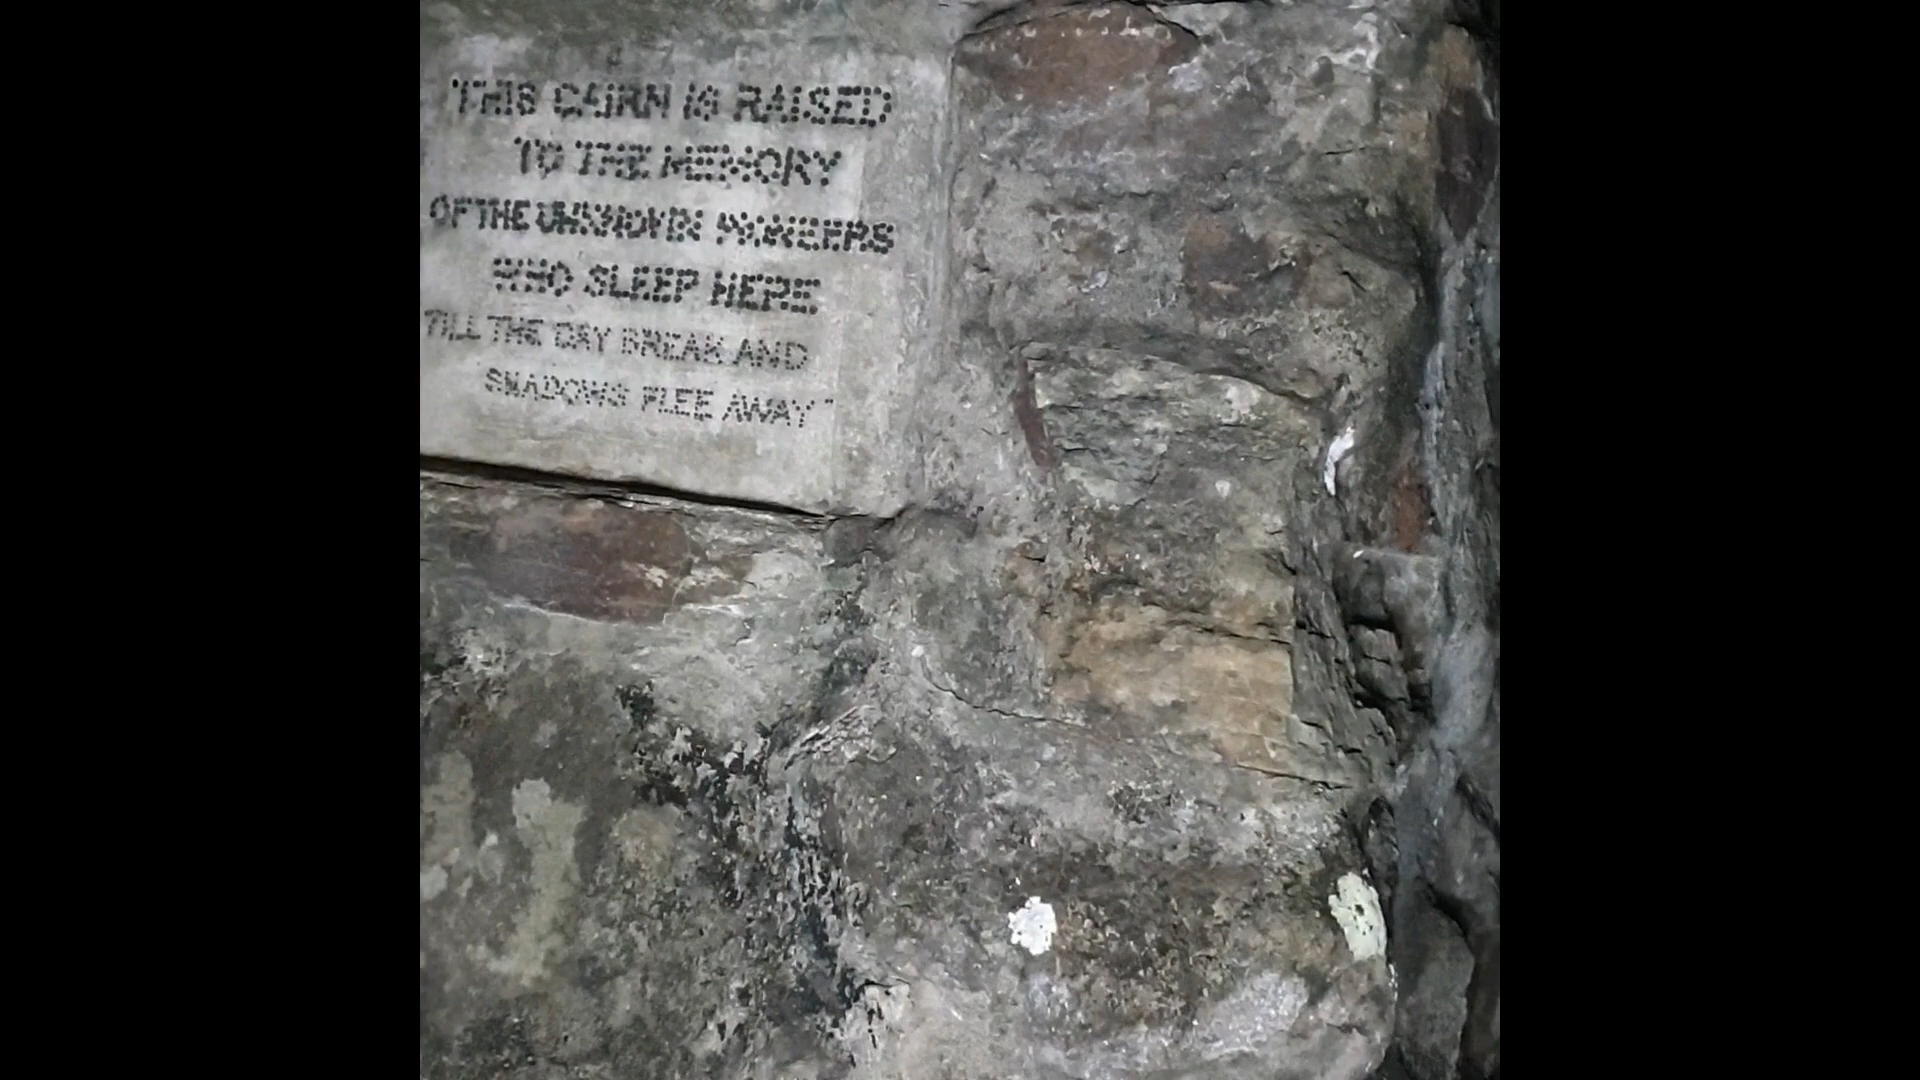 THIS CAIRN IS RAISED
TO THE MEMORY
OF THE UNKNOWN PIONEERS
WHO SLEEP HERE
TILL THE DAY BREAK AND
SHADOWS FLEE AWAY"